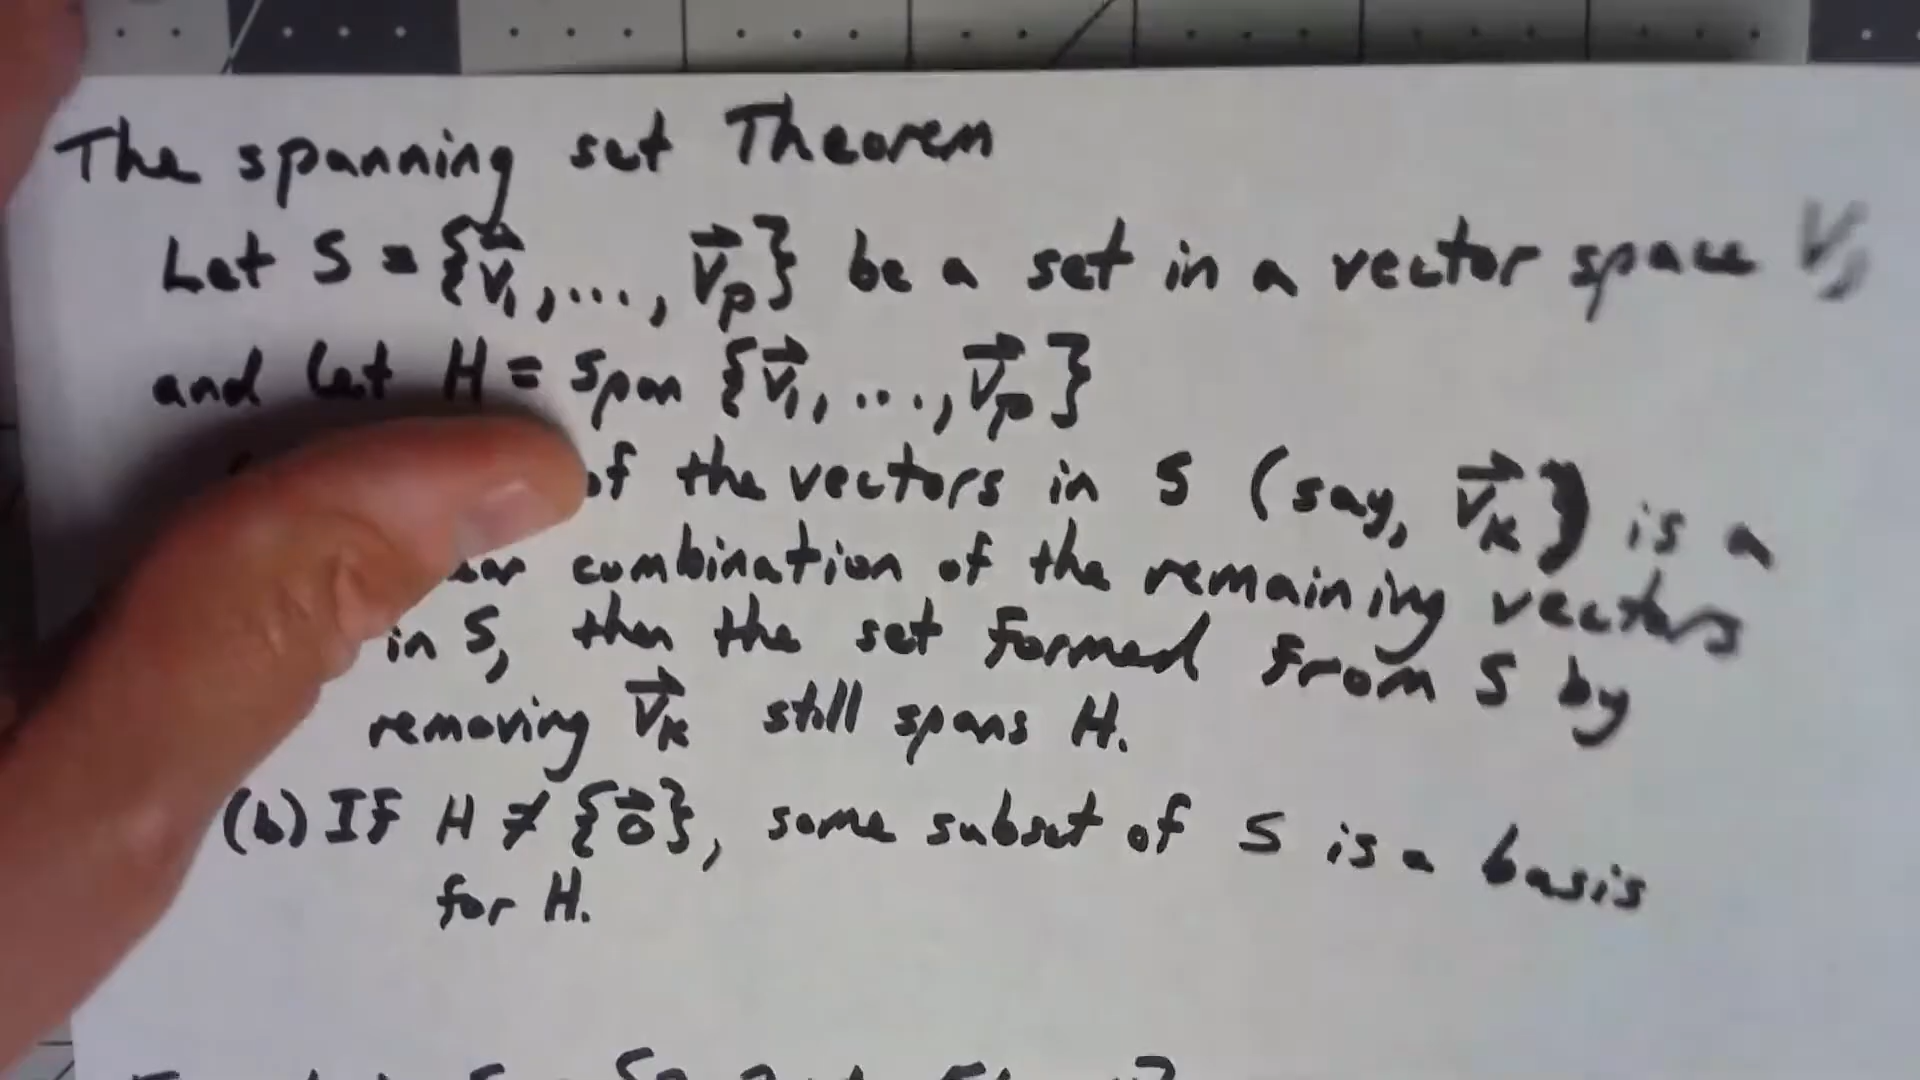 The spanning set Theorem
Let S = {v⃗₁, ..., v⃗ₚ} be a set in a vector space V,
and let H = span {v⃗₁, ..., v⃗ₚ}
of the vectors in S (say, v⃗ₖ) is a
combination of the remaining vectors
in S, then the set formed from S by
removing v⃗ₖ still spans H.
(b) If H ≠ {0⃗}, some subset of S is a basis
for H.